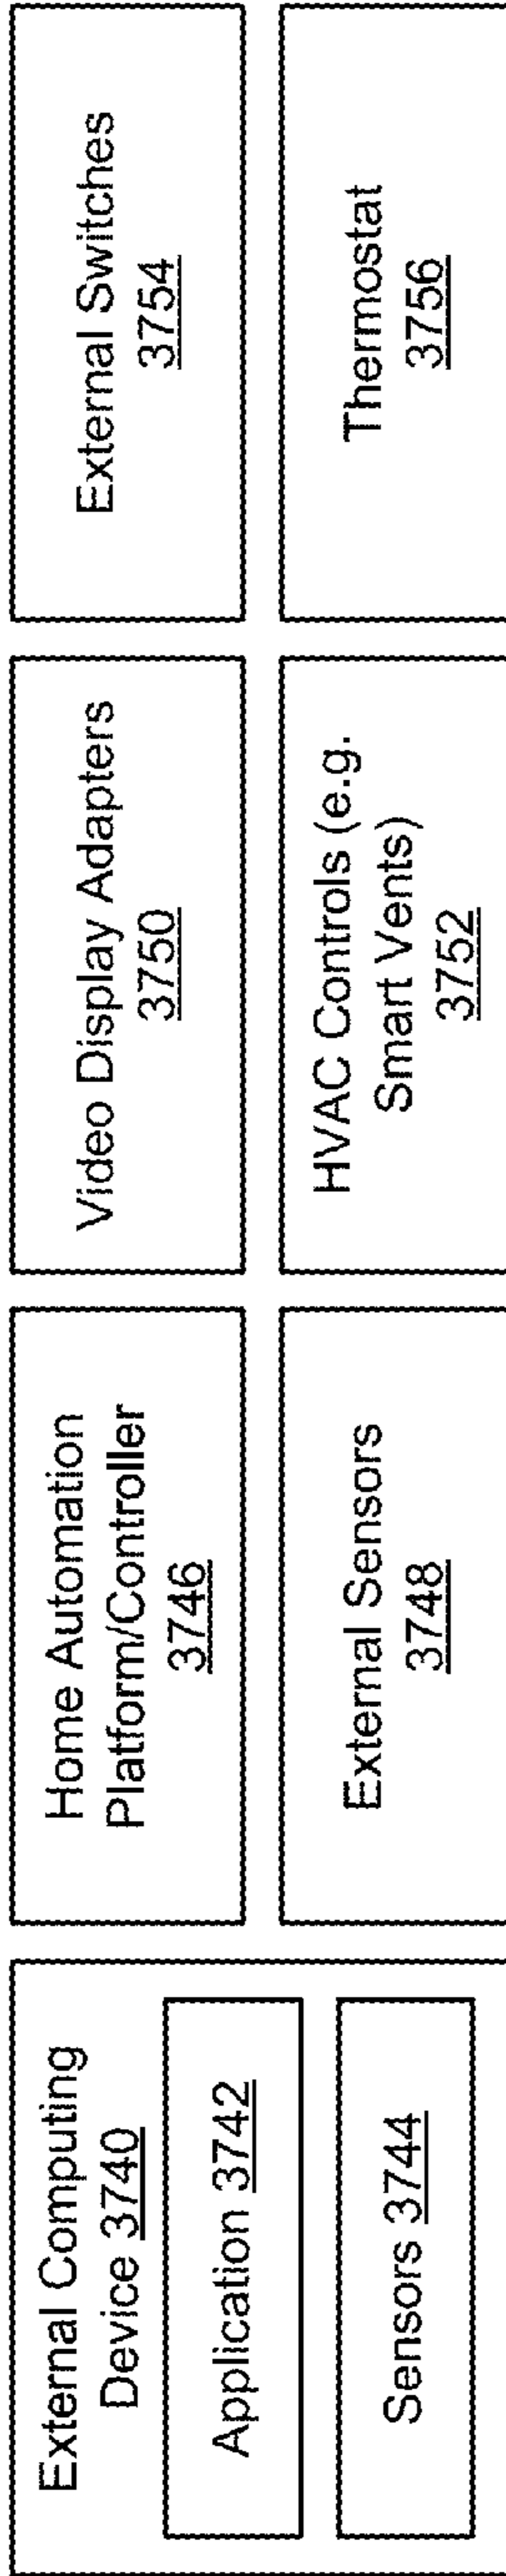 External Computing
Device 3740
Application 3742
Sensors 3744
Home Automation
Platform/Controller
3746
External Sensors
3748
Video Display Adapters
3750
HVAC Controls (e.g.
Smart Vents)
3752
External Switches
3754
Thermostat
3756